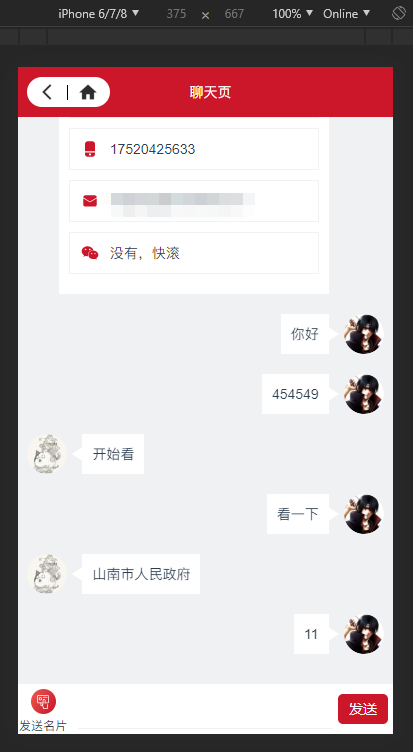 iPhone 6/7/8 ▼ 375 × 667 100% ▼ Online ▼
聊天页
17520425633
没有，快滚
你好
454549
开始看
看一下
山南市人民政府
11
发送名片
发送